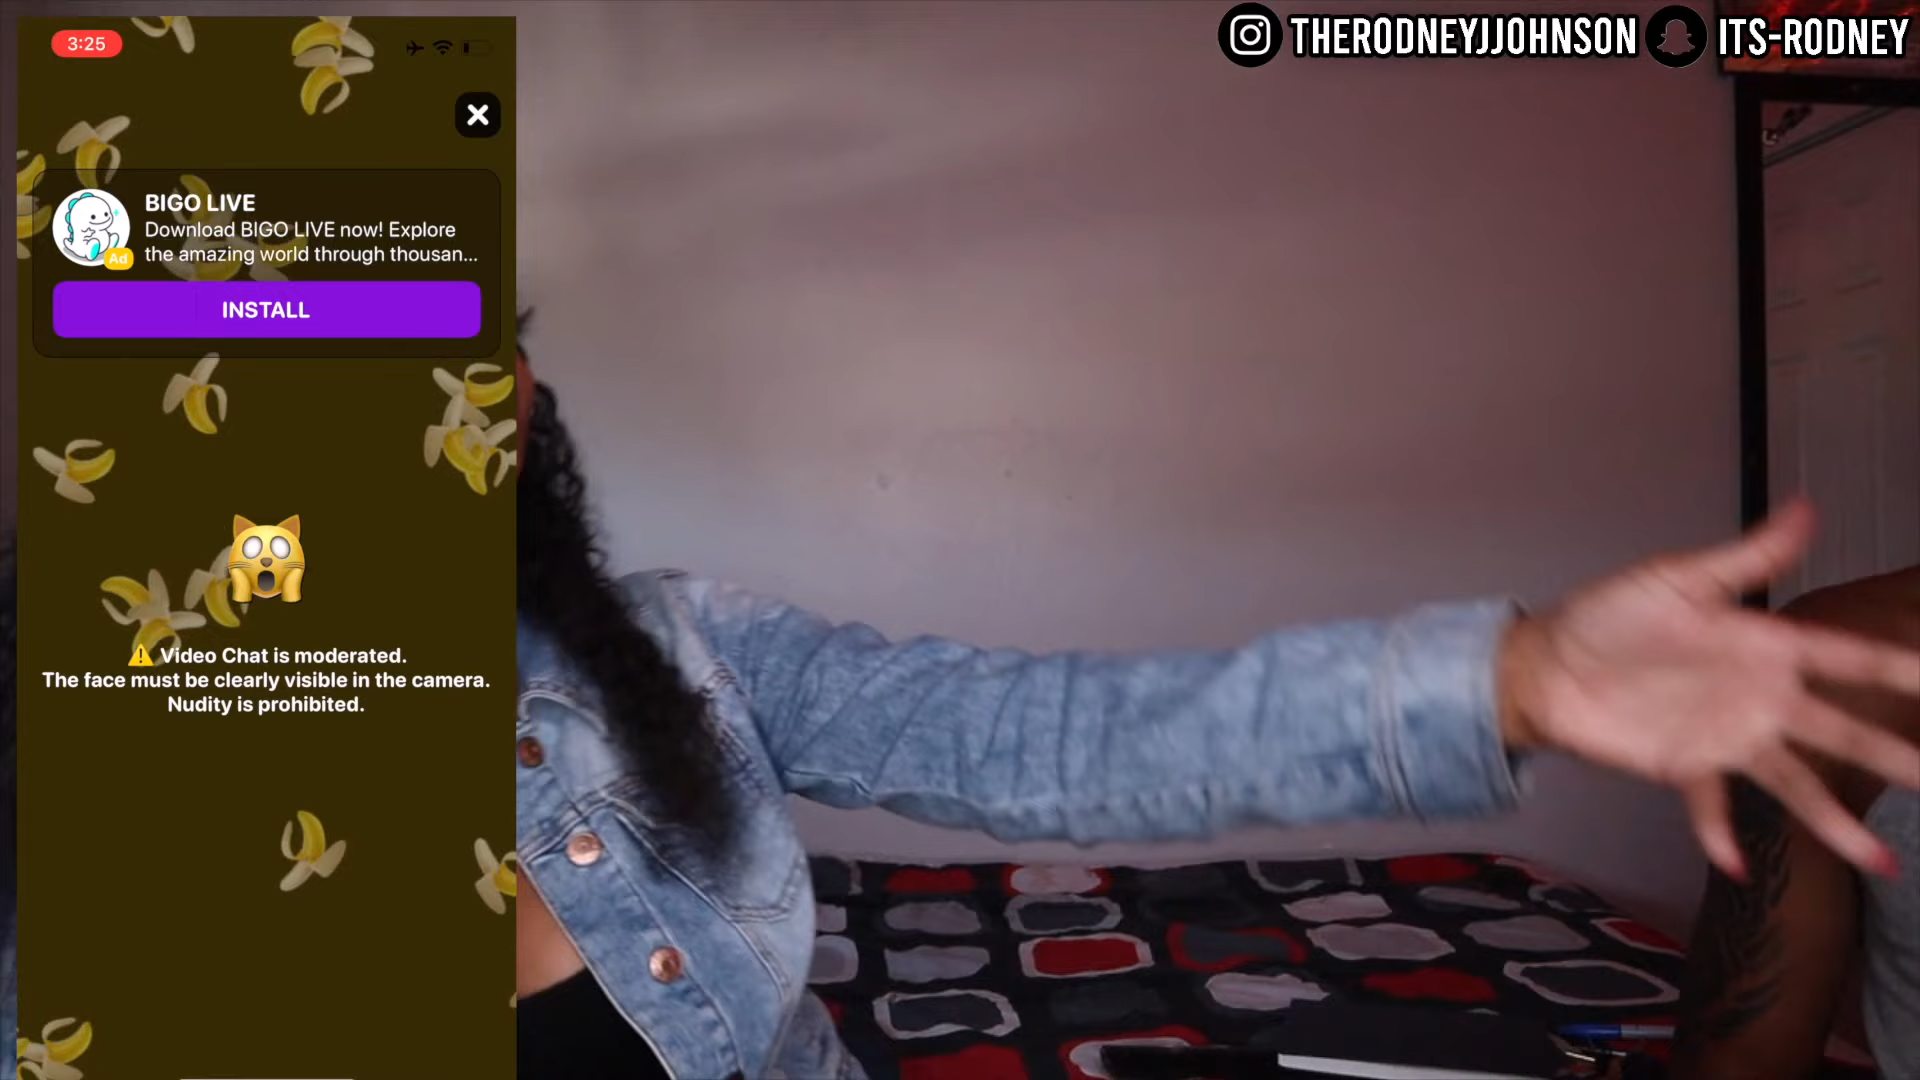 THERODNEYJJOHNSON ITS-RODNEY
3:25
BIGO LIVE
Download BIGO LIVE now! Explore
the amazing world through thousan...
Ad
INSTALL
Video Chat is moderated.
The face must be clearly visible in the camera.
Nudity is prohibited.